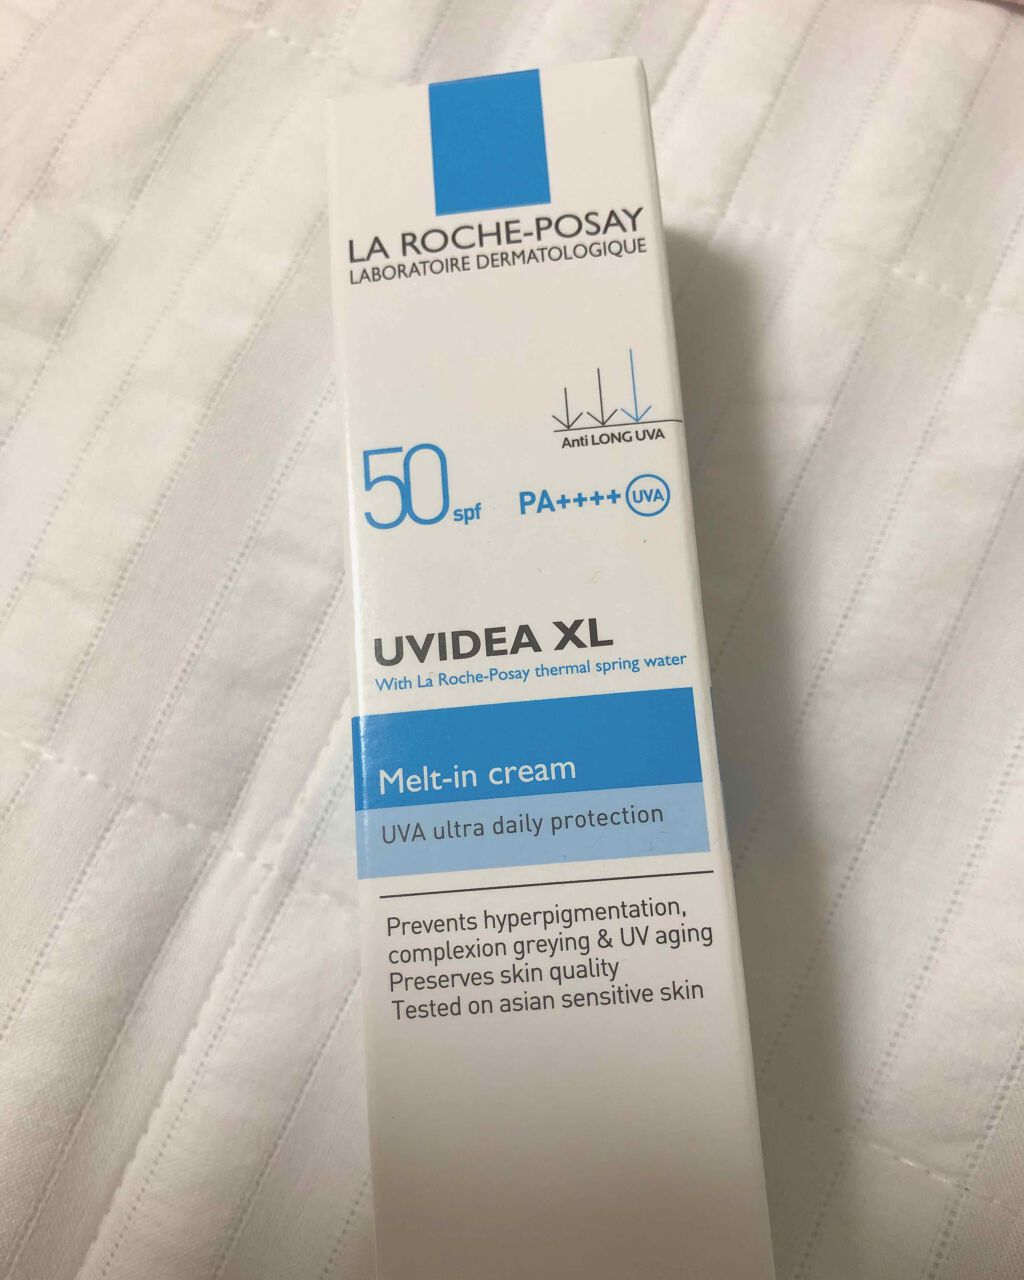 LA ROCHE-POSAY
LABORATOIRE DERMATOLOGIQUE
Anti LONG UVA
50 spf PA++++ UVA
UVIDEA XL
With La Roche-Posay thermal spring water
Melt-in cream
UVA ultra daily protection
Prevents hyperpigmentation,
complexion greying & UV aging
Preserves skin quality
Tested on asian sensitive skin